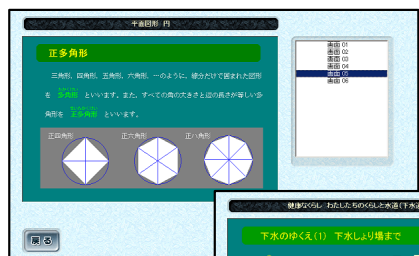 平面図形 円
正多角形
三角形、四角形、五角形、六角形、…のように、線分だけで囲まれた図形
を 多角形 といいます。また、すべての角の大きさと辺の長さが等しい多
角形を 正多角形 といいます。
正四角形 正六角形 正八角形
戻る
画面 01
画面 02
画面 03
画面 04
画面 05
画面 06
健康なくらし わたしたちのくらしと水道(下水道
下水のゆくえ(1) 下水しょり場まで